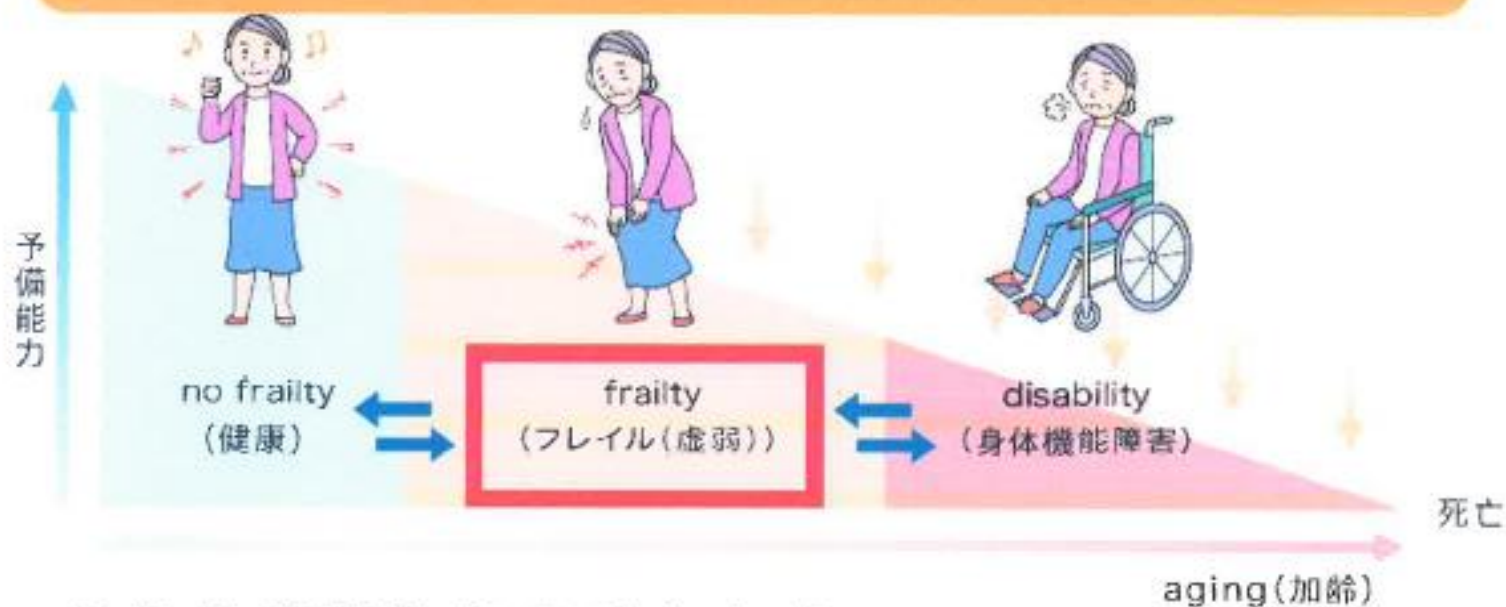 予備能力
no frailty
(健康)
frailty
(フレイル(虚弱))
disability
(身体機能障害)
死亡
aging(加齢)